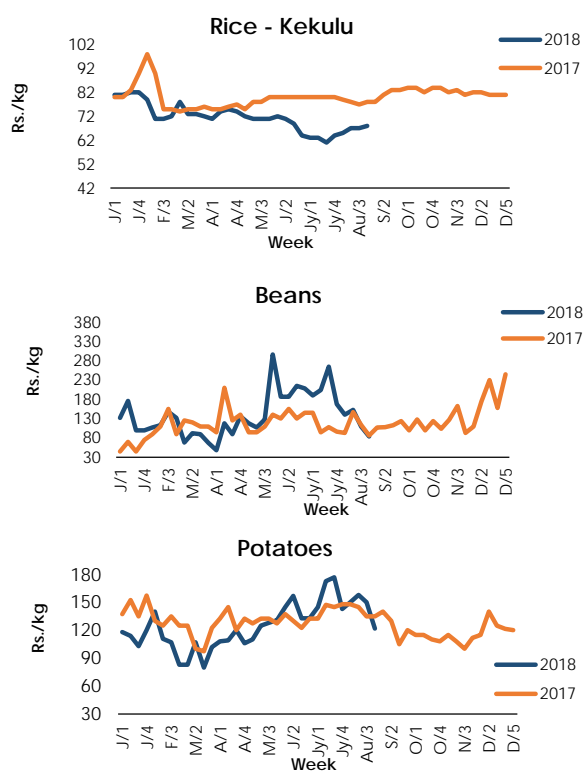 Rice - Kekulu
2018
2017
Rs./kg
102
92
82
72
62
52
42
J/1 J/4 F/3 M/2 A/1 A/4 M/3 J/2 Jy/1 Jy/4 Au/3 S/2 O/1 O/4 N/3 D/2 D/5
Week
Beans
2018
2017
Rs./kg
380
330
280
230
180
130
80
30
J/1 J/4 F/3 M/2 A/1 A/4 M/3 J/2 Jy/1 Jy/4 Au/3 S/2 O/1 O/4 N/3 D/2 D/5
Week
Potatoes
Rs./kg
180
150
120
90
60
30
2018
2017
J/1 J/4 F/3 M/2 A/1 A/4 M/3 J/2 Jy/1 Jy/4 Au/3 S/2 O/1 O/4 N/3 D/2 D/5
Week